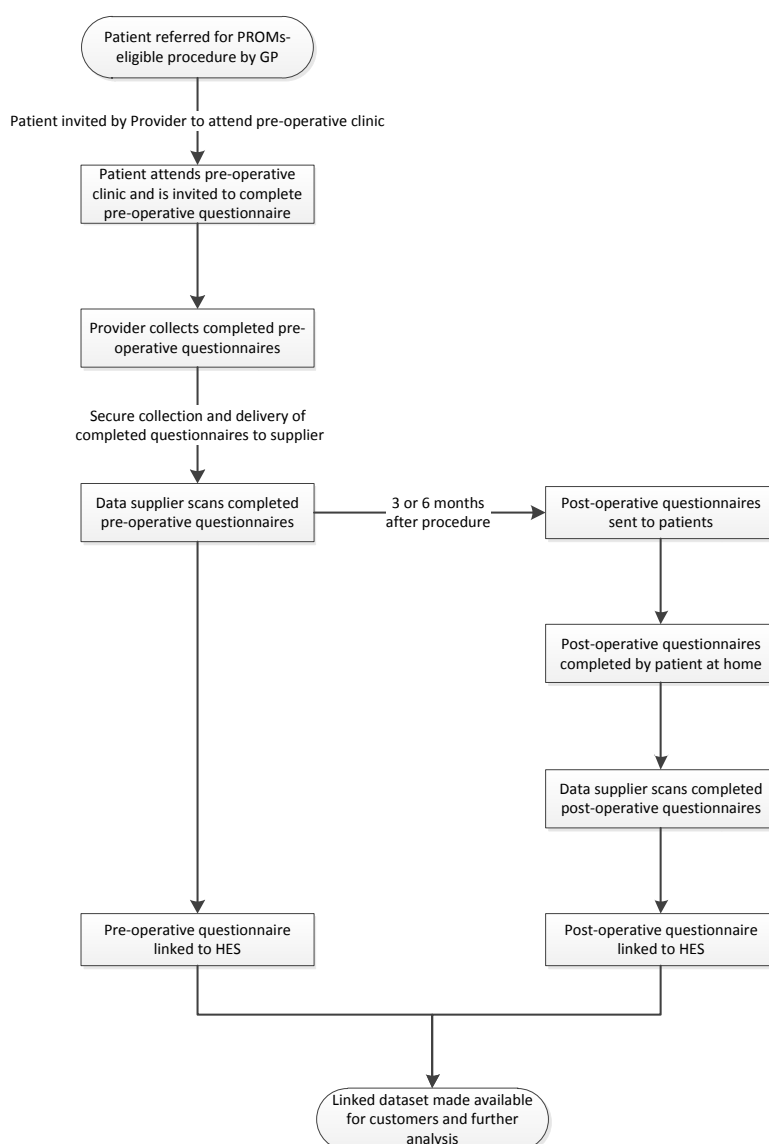 Patient referred for PROMs-
eligible procedure by GP
Patient invited by Provider to attend pre-operative clinic
Patient attends pre-operative
clinic and is invited to complete
pre-operative questionnaire
Provider collects completed pre-
operative questionnaires
Secure collection and delivery of
completed questionnaires to supplier
Data supplier scans completed
pre-operative questionnaires
3 or 6 months
after procedure
Post-operative questionnaires
sent to patients
Post-operative questionnaires
completed by patient at home
Data supplier scans completed
post-operative questionnaires
Pre-operative questionnaire
linked to HES
Post-operative questionnaire
linked to HES
Linked dataset made available
for customers and further
analysis